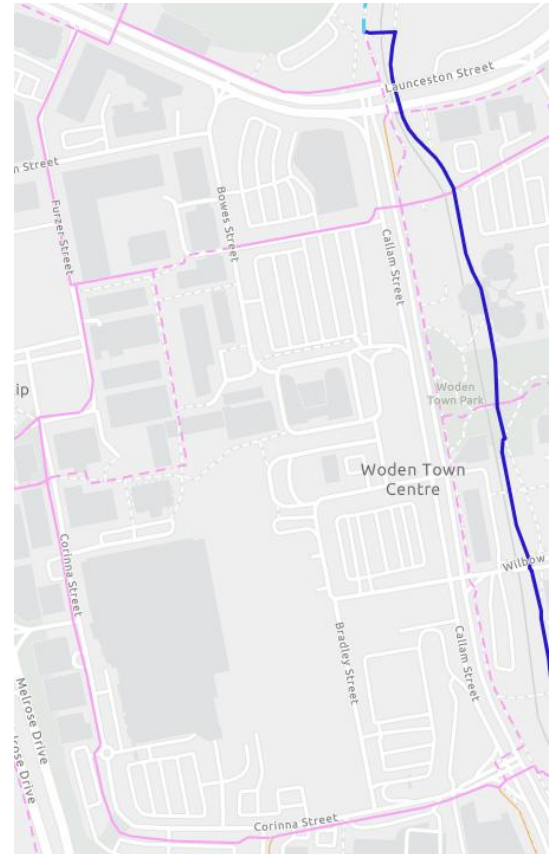 Launceston Street
n Street
Furzer Street
Bowes Street
Callam Street
ip
Woden
Town Park
Woden Town
Centre
Corinna Street
Wilbow
Bradley Street
Callam Street
Melrose Drive
lrose Drive
Corinna Street